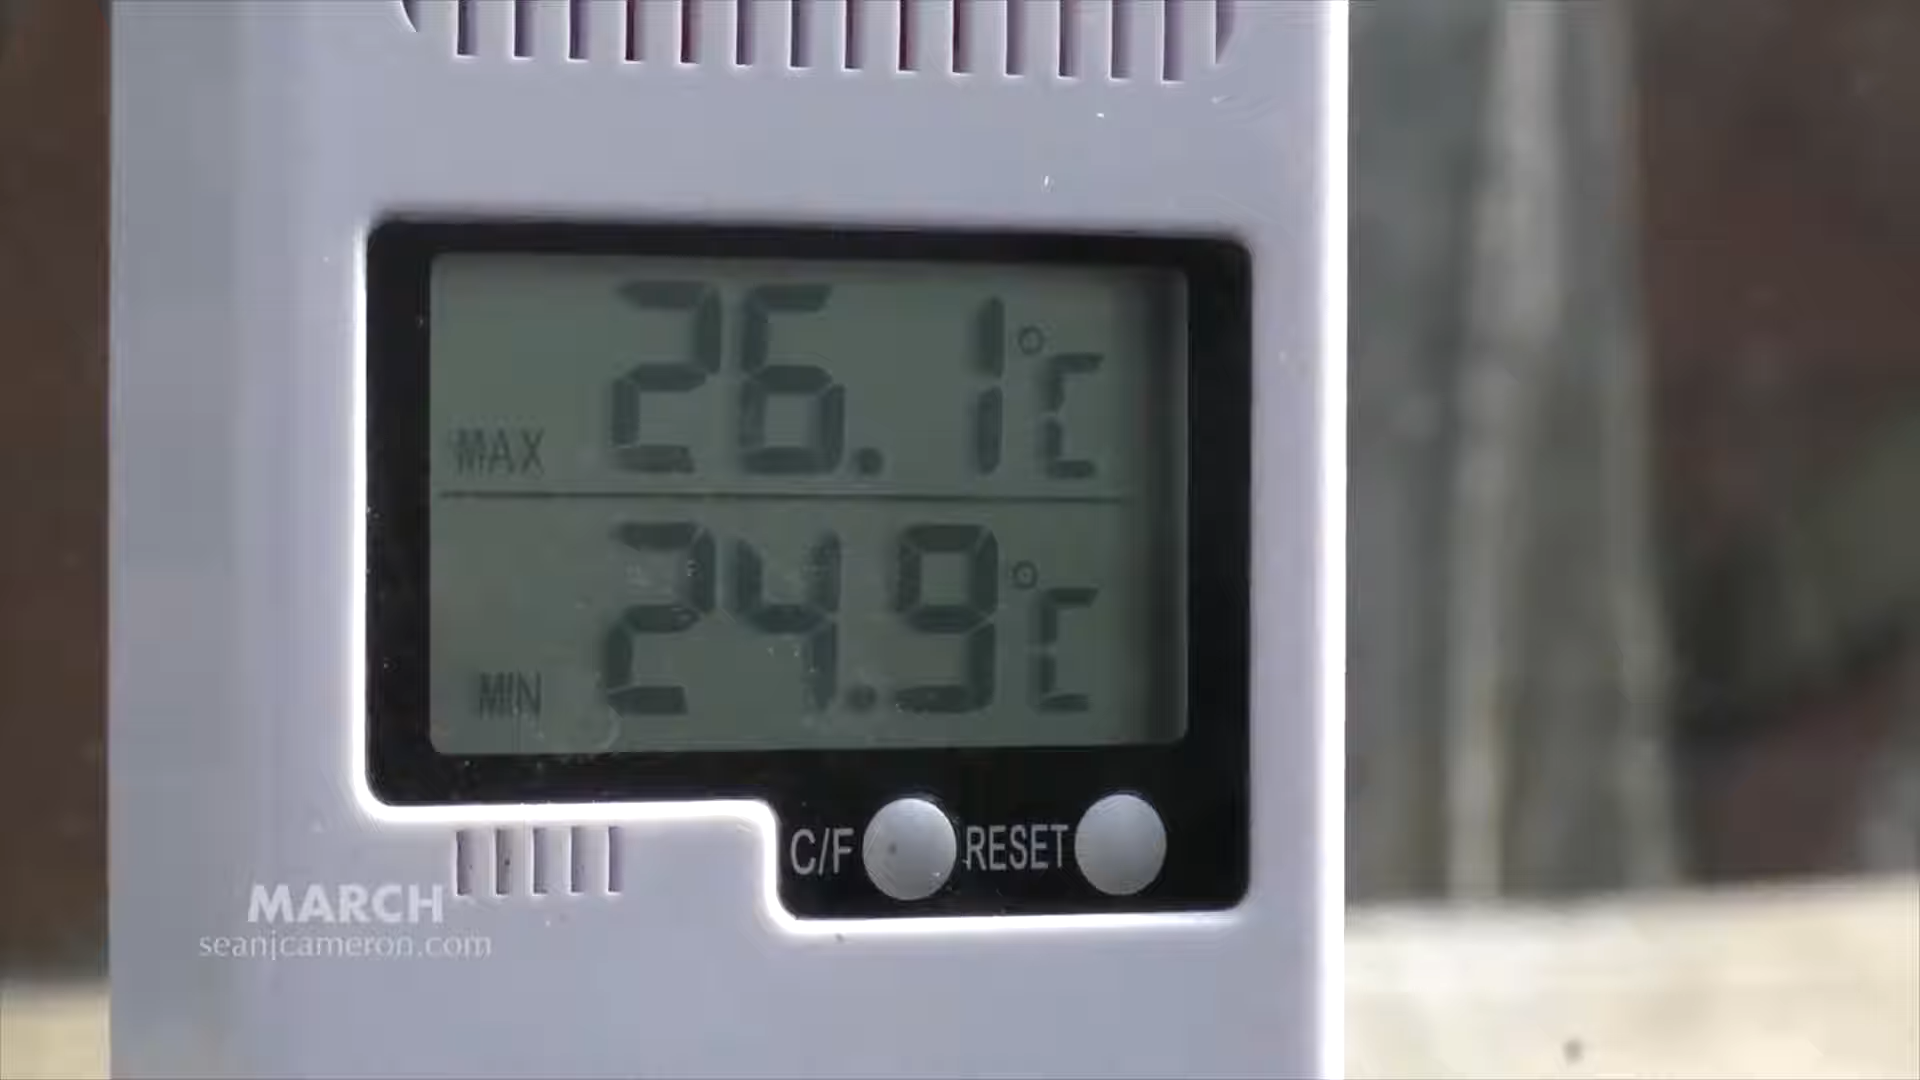 26.1°C
MAX
24.9°C
MIN
C/F RESET
MARCH
seanjcameron.com